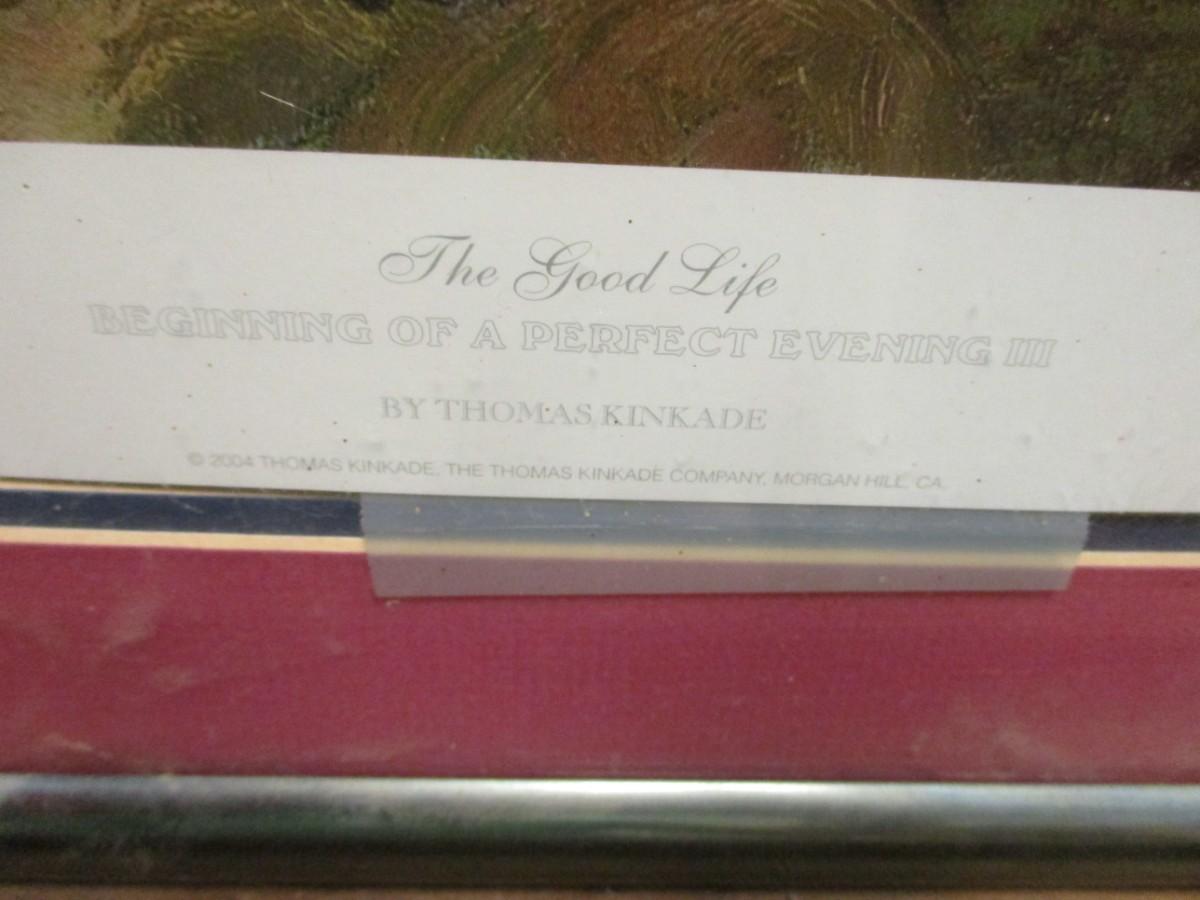 The Good Life
BEGINNING OF A PERFECT EVENING III
BY THOMAS KINKADE
© 2004 THOMAS KINKADE, THE THOMAS KINKADE COMPANY, MORGAN HILL, CA.